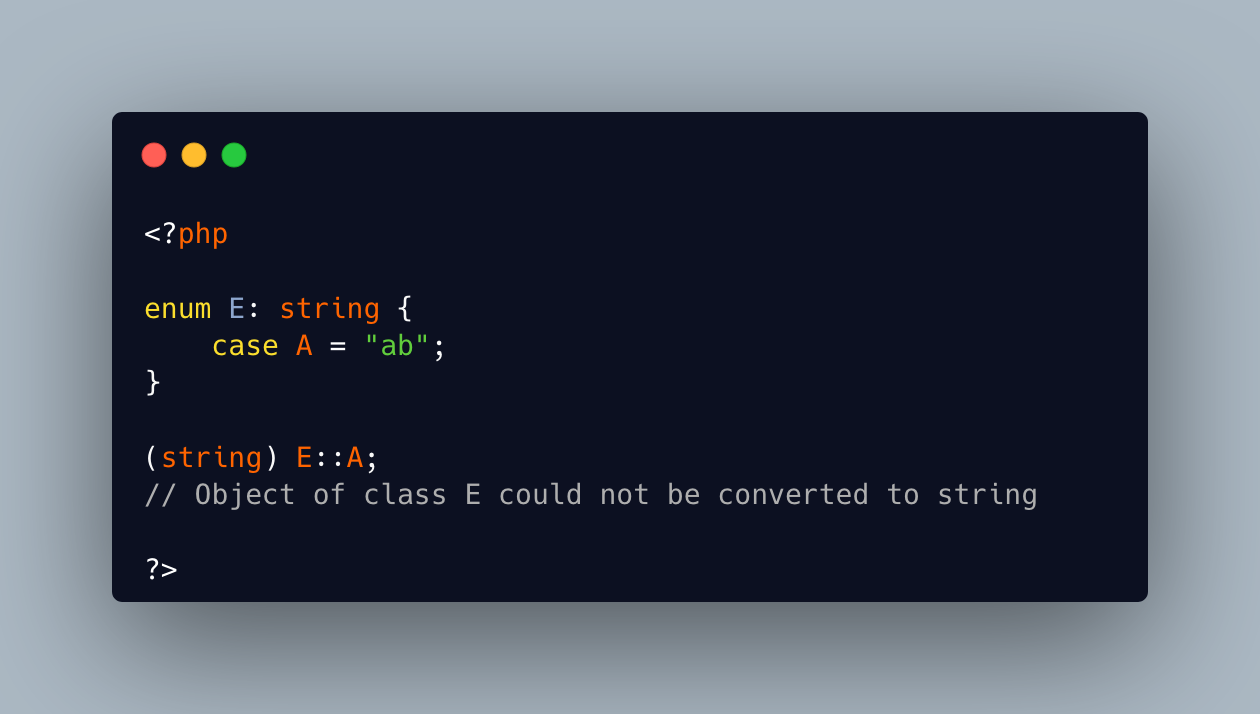 <?php
enum E: string {
    case A = "ab";
}
(string) E::A;
// Object of class E could not be converted to string
?>